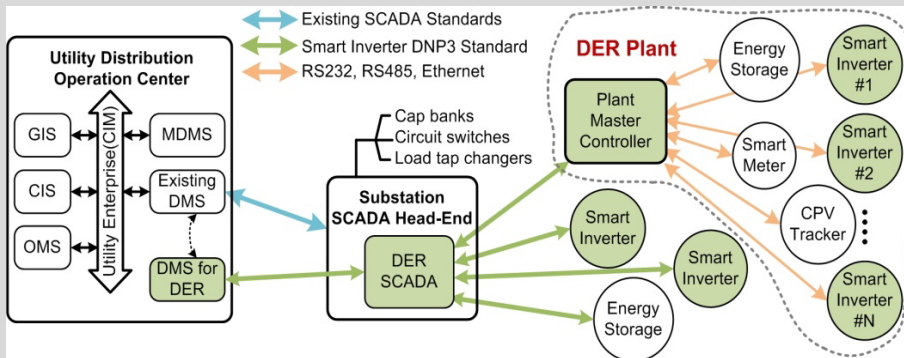 Existing SCADA Standards
Smart Inverter DNP3 Standard
RS232, RS485, Ethernet
Utility Distribution
Operation Center
GIS
CIS
OMS
Utility Enterprise(CIM)
MDMS
Existing
DMS
DMS for
DER
Cap banks
Circuit switches
Load tap changers
Substation
SCADA Head-End
DER
SCADA
DER Plant
Plant
Master
Controller
Energy
Storage
Smart
Inverter
#1
Smart
Meter
Smart
Inverter
#2
CPV
Tracker
Smart
Inverter
#N
Smart
Inverter
Smart
Inverter
Energy
Storage